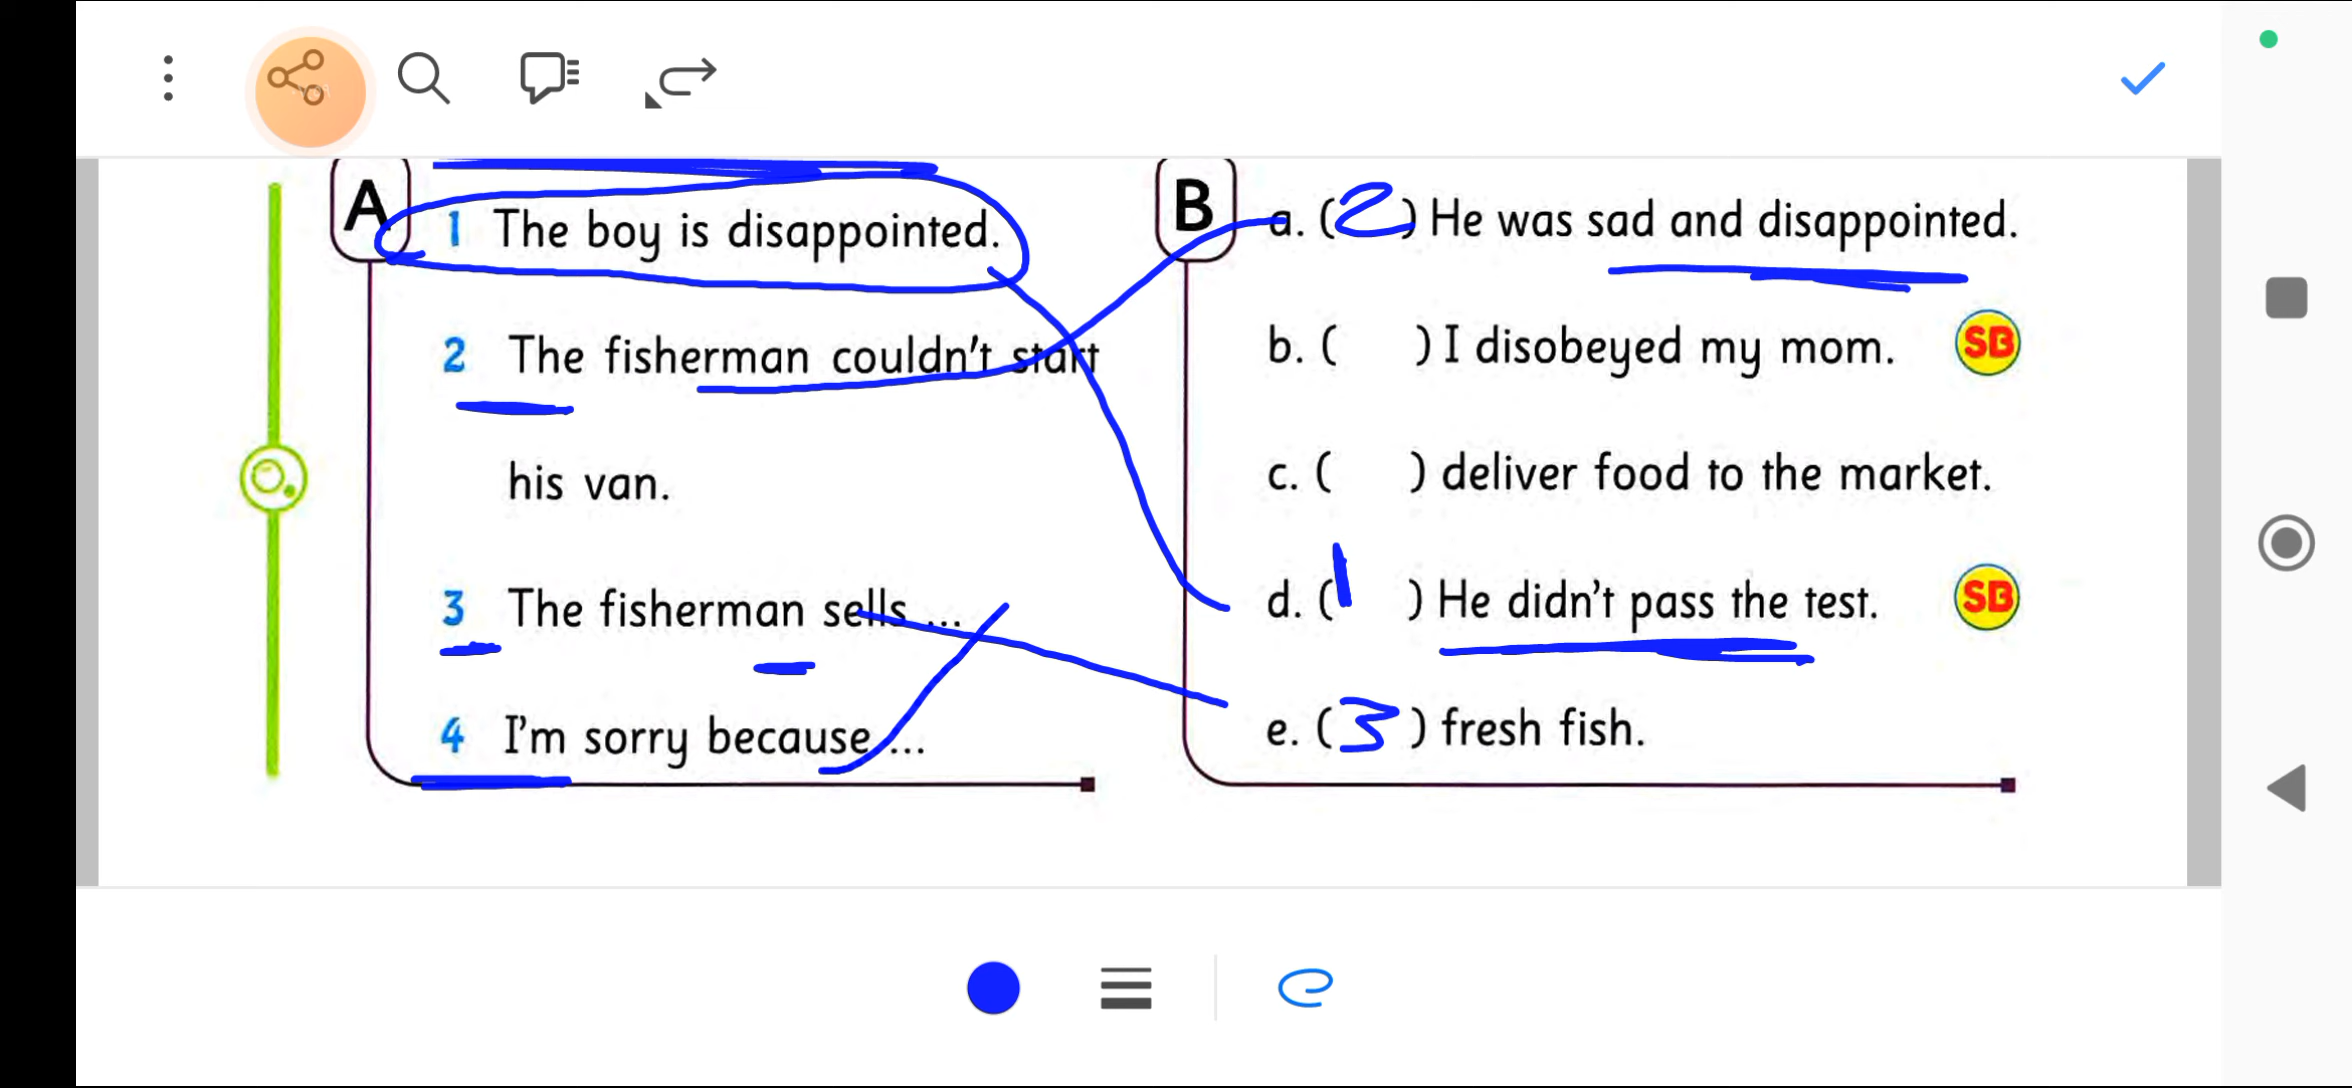 A
1 The boy is disappointed.
2 The fisherman couldn't start
his van.
3 The fisherman sells ...
4 I'm sorry because ...
B
a. (2) He was sad and disappointed.
b. ( ) I disobeyed my mom. SB
c. ( ) deliver food to the market.
d. (1 ) He didn't pass the test. SB
e. (3) fresh fish.